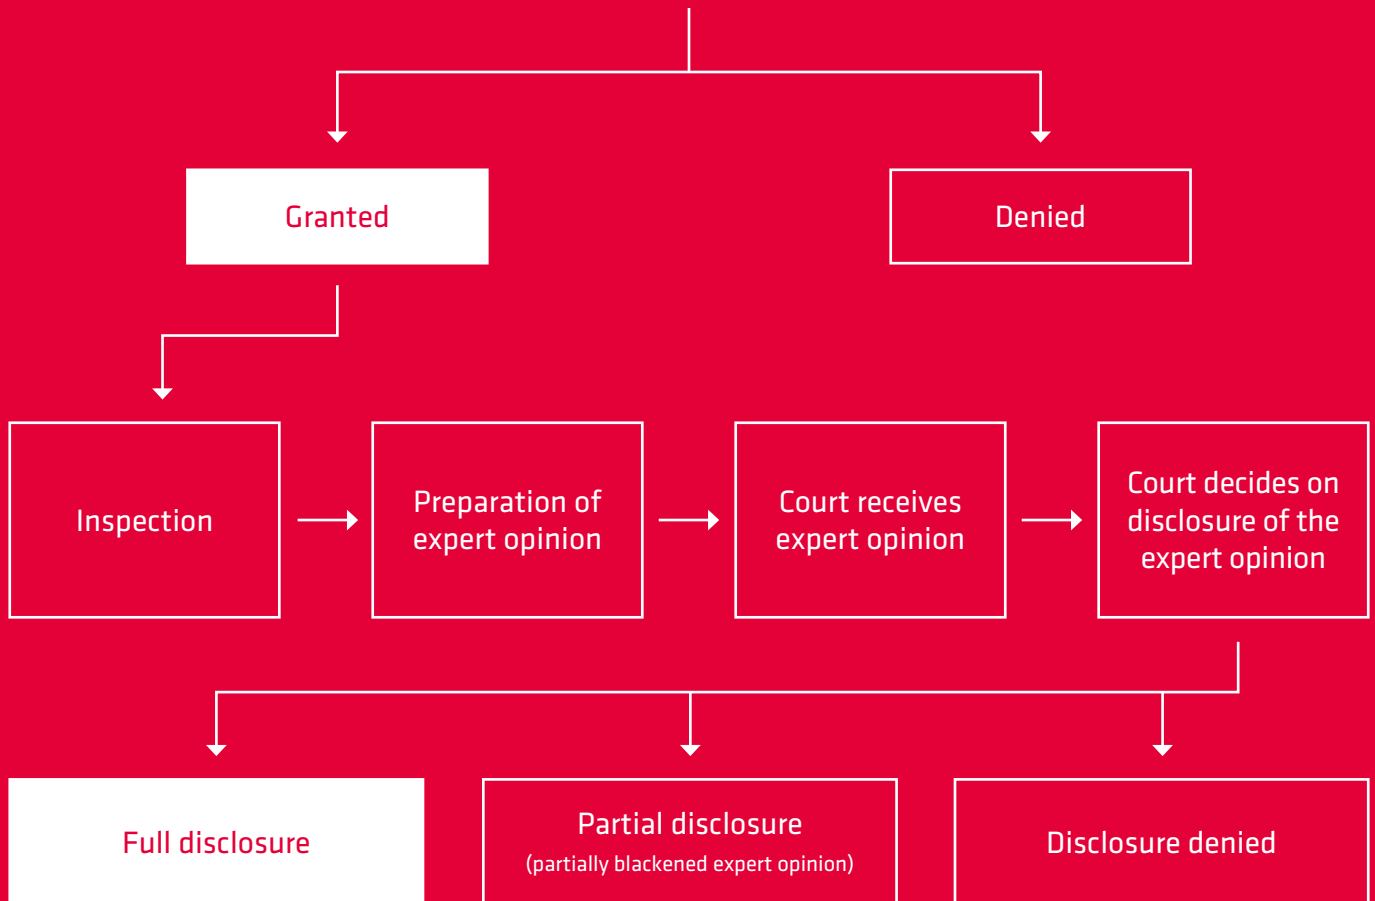 Granted
Denied
Inspection
Preparation of
expert opinion
Court receives
expert opinion
Court decides on
disclosure of the
expert opinion
Full disclosure
Partial disclosure
(partially blackened expert opinion)
Disclosure denied